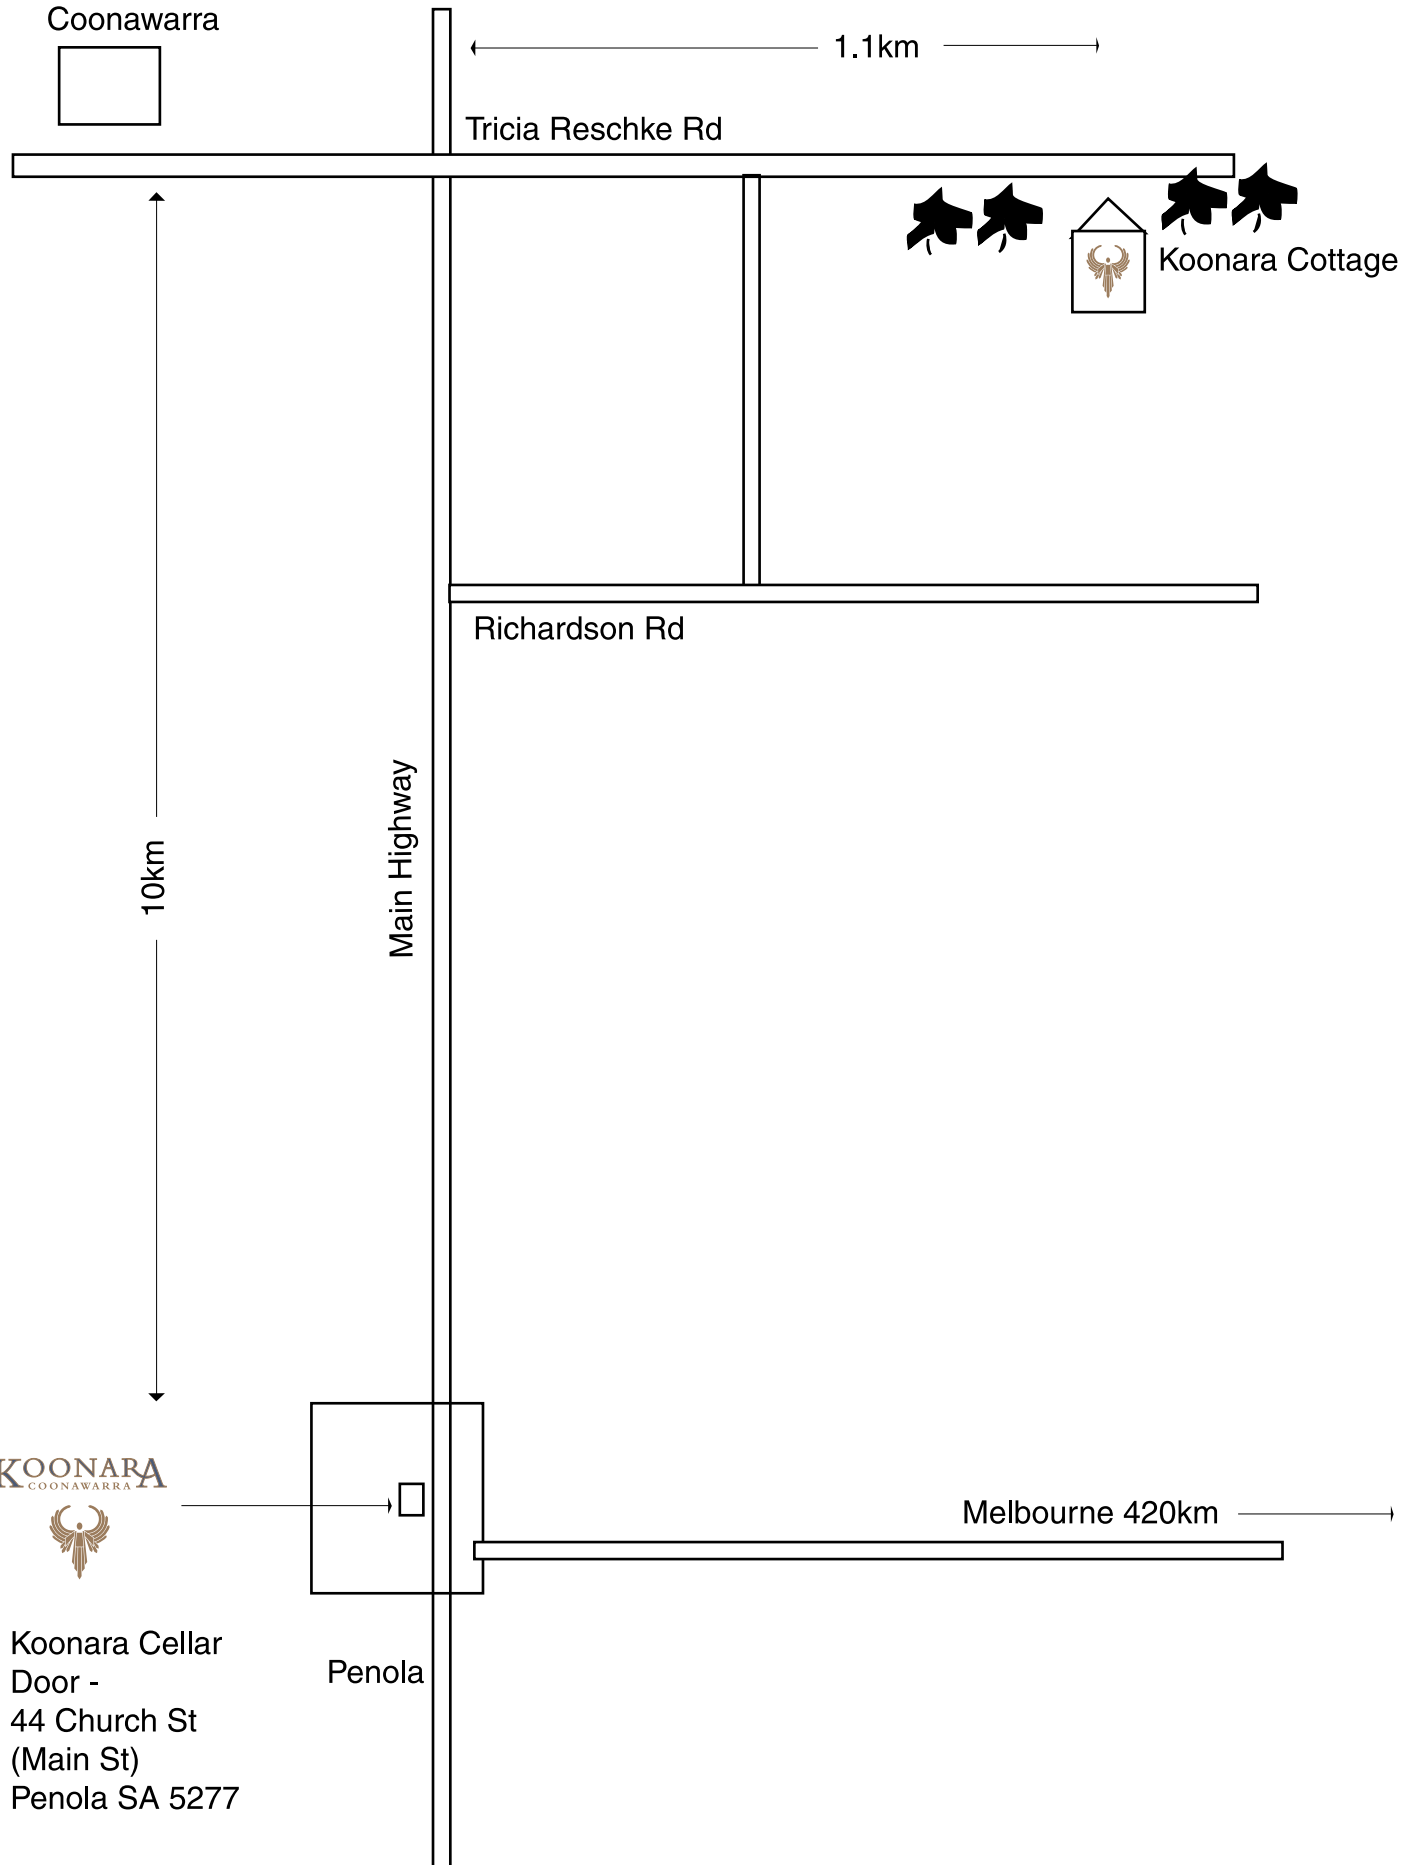 Coonawarra
1.1km
Tricia Reschke Rd
Koonara Cottage
Richardson Rd
Main Highway
10km
KOONARA
COONAWARRA
Melbourne 420km
Koonara Cellar
Door -
44 Church St
(Main St)
Penola SA 5277
Penola